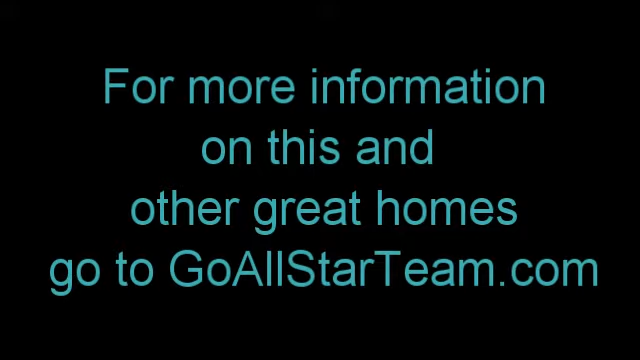 For more information
on this and
other great homes
go to GoAllStarTeam.com